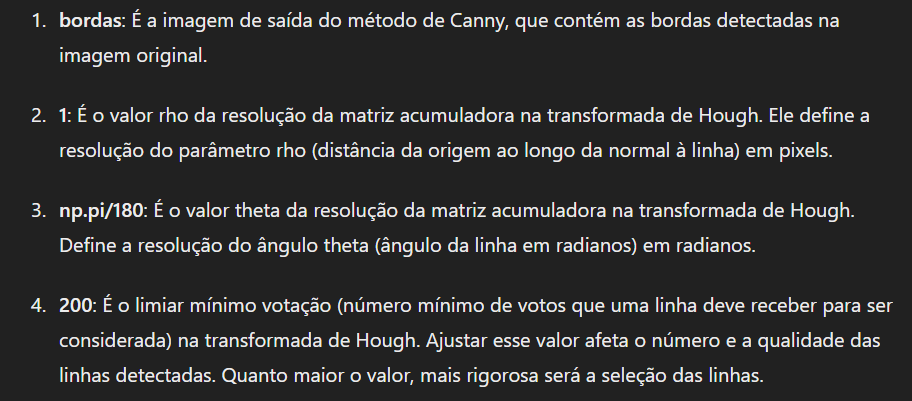 1. bordas: É a imagem de saída do método de Canny, que contém as bordas detectadas na
imagem original.
2. 1: É o valor rho da resolução da matriz acumuladora na transformada de Hough. Ele define a
resolução do parâmetro rho (distância da origem ao longo da normal à linha) em pixels.
3. np.pi/180: É o valor theta da resolução da matriz acumuladora na transformada de Hough.
Define a resolução do ângulo theta (ângulo da linha em radianos) em radianos.
4. 200: É o limiar mínimo votação (número mínimo de votos que uma linha deve receber para ser
considerada) na transformada de Hough. Ajustar esse valor afeta o número e a qualidade das
linhas detectadas. Quanto maior o valor, mais rigorosa será a seleção das linhas.